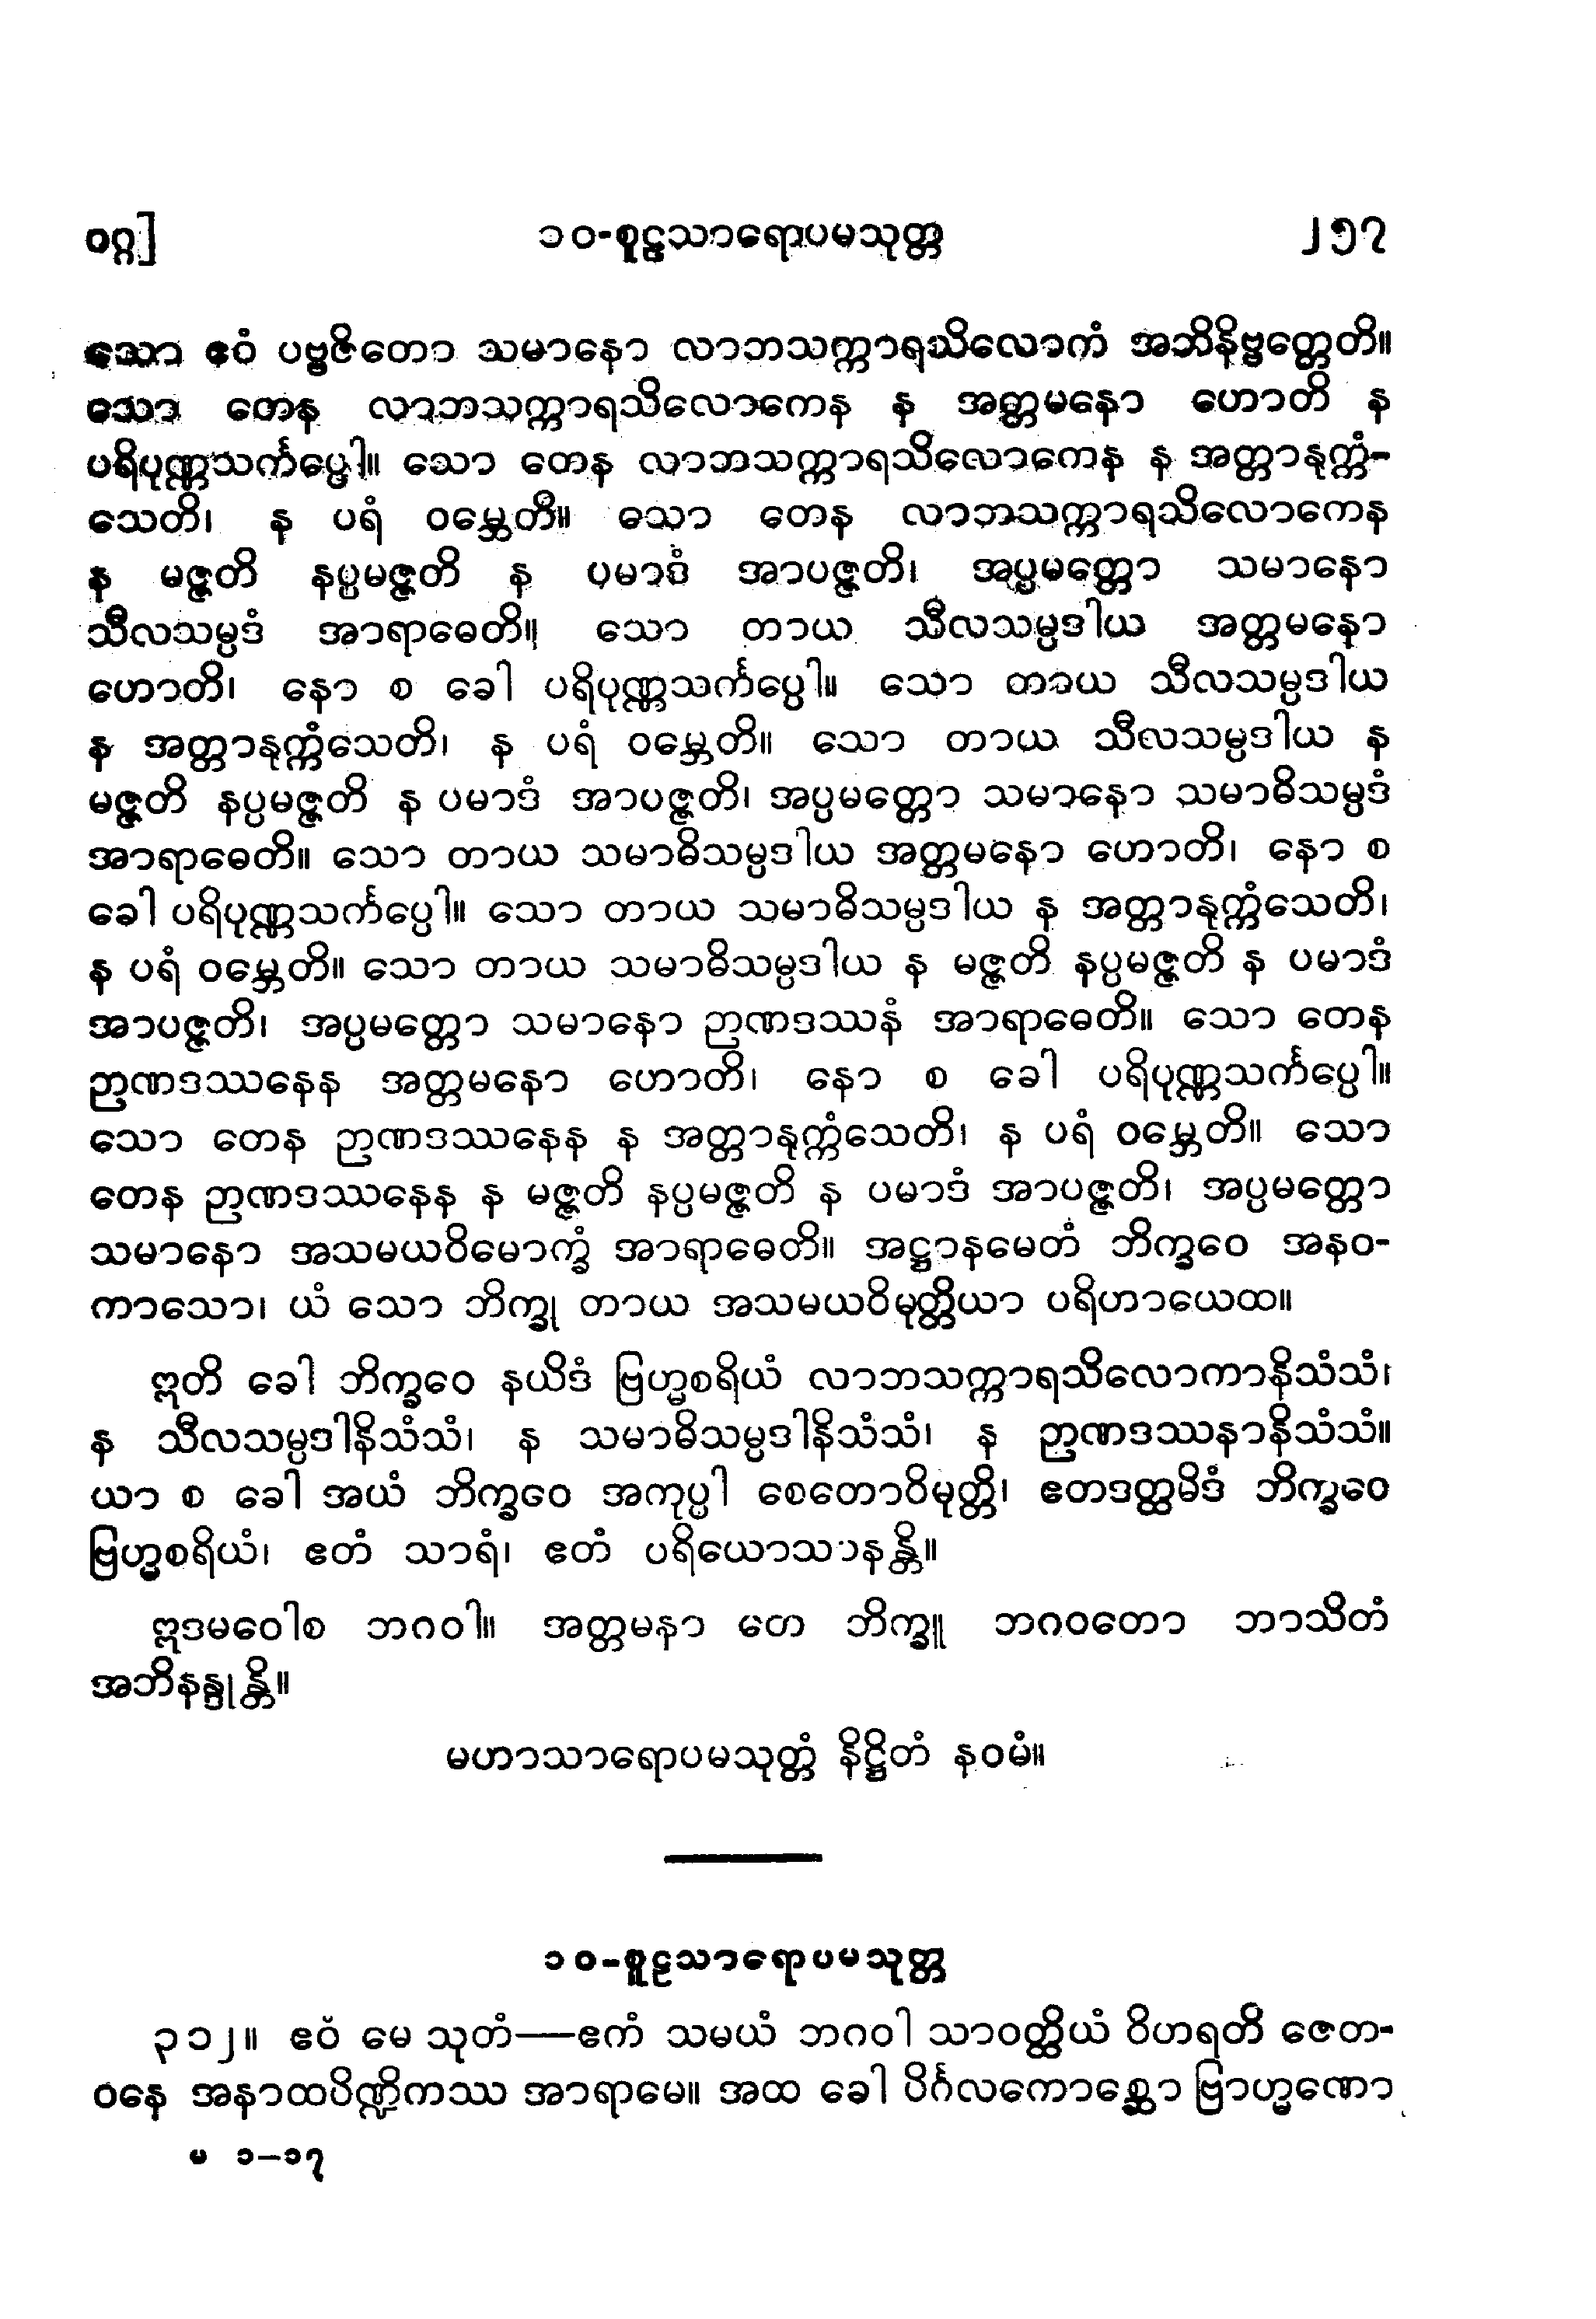 ဝဂ္ဂ] ၁၀-စူဠသာရောပမသုတ္တ ၂၅၇
သော ဧဝံ ပဗ္ဗဇိတော သမာနော လာဘသက္ကာရသိလောကံ အဘိနိဗ္ဗတ္တေတိ။
သော တေန လာဘသက္ကာရသိလောကေန န အတ္တမနော ဟောတိ န
ပရိပုဏ္ဏသင်္ကပ္ပေါ။ သော တေန လာဘသက္ကာရသိလောကေန န အတ္တာနုက္ကံ-
သေတိ၊ န ပရံ ဝမ္ဘေတိ။ သော တေန လာဘသက္ကာရသိလောကေန
န မဇ္ဇတိ နပ္ပမဇ္ဇတိ န ပမာဒံ အာပဇ္ဇတိ၊ အပ္ပမတ္တော သမာနော
သီလသမ္ပဒံ အာရာဓေတိ။ သော တာယ သီလသမ္ပဒါယ အတ္တမနော
ဟောတိ၊ နော စ ခေါ ပရိပုဏ္ဏသင်္ကပ္ပေါ။ သော တာယ သီလသမ္ပဒါယ
န အတ္တာနုက္ကံသေတိ၊ န ပရံ ဝမ္ဘေတိ။ သော တာယ သီလသမ္ပဒါယ န
မဇ္ဇတိ နပ္ပမဇ္ဇတိ န ပမာဒံ အာပဇ္ဇတိ၊ အပ္ပမတ္တော သမာနော သမာဓိသမ္ပဒံ
အာရာဓေတိ။ သော တာယ သမာဓိသမ္ပဒါယ အတ္တမနော ဟောတိ၊ နော စ
ခေါ ပရိပုဏ္ဏသင်္ကပ္ပေါ။ သော တာယ သမာဓိသမ္ပဒါယ န အတ္တာနုက္ကံသေတိ၊
န ပရံ ဝမ္ဘေတိ။ သော တာယ သမာဓိသမ္ပဒါယ န မဇ္ဇတိ နပ္ပမဇ္ဇတိ န ပမာဒံ
အာပဇ္ဇတိ၊ အပ္ပမတ္တော သမာနော ဉာဏဒဿနံ အာရာဓေတိ။ သော တေန
ဉာဏဒဿနေန အတ္တမနော ဟောတိ၊ နော စ ခေါ ပရိပုဏ္ဏသင်္ကပ္ပေါ။
သော တေန ဉာဏဒဿနေန န အတ္တာနုက္ကံသေတိ၊ န ပရံ ဝမ္ဘေတိ။ သော
တေန ဉာဏဒဿနေန န မဇ္ဇတိ နပ္ပမဇ္ဇတိ န ပမာဒံ အာပဇ္ဇတိ၊ အပ္ပမတ္တော
သမာနော အသမယဝိမောက္ခံ အာရာဓေတိ။ အဋ္ဌာနမေတံ ဘိက္ခဝေ အနဝ-
ကာသော၊ ယံ သော ဘိက္ခု တာယ အသမယဝိမုတ္တိယာ ပရိဟာယေထ။
ဣတိ ခေါ ဘိက္ခဝေ နယိဒံ ဗြဟ္မစရိယံ လာဘသက္ကာရသိလောကာနိသံသံ၊
န သီလသမ္ပဒါနိသံသံ၊ န သမာဓိသမ္ပဒါနိသံသံ၊ န ဉာဏဒဿနာနိသံသံ။
ယာ စ ခေါ အယံ ဘိက္ခဝေ အကုပ္ပါ စေတောဝိမုတ္တိ၊ ဧတဒတ္ထမိဒံ ဘိက္ခဝေ
ဗြဟ္မစရိယံ၊ ဧတံ သာရံ၊ ဧတံ ပရိယောသာနန္တိ။
ဣဒမဝေါစ ဘဂဝါ။ အတ္တမနာ တေ ဘိက္ခူ ဘဂဝတော ဘာသိတံ
အဘိနန္ဒုန္တိ။
မဟာသာရောပမသုတ္တံ နိဋ္ဌိတံ နဝမံ။
၁၀-စူဠသာရောပမသုတ္တ
၃၁၂။ ဧဝံ မေ သုတံ—ဧကံ သမယံ ဘဂဝါ သာဝတ္ထိယံ ဝိဟရတိ ဇေတ-
ဝနေ အနာထပိဏ္ဍိကဿ အာရာမေ။ အထ ခေါ ပိင်္ဂလကောစ္ဆော ဗြာဟ္မဏော
မ ၁–၁၇